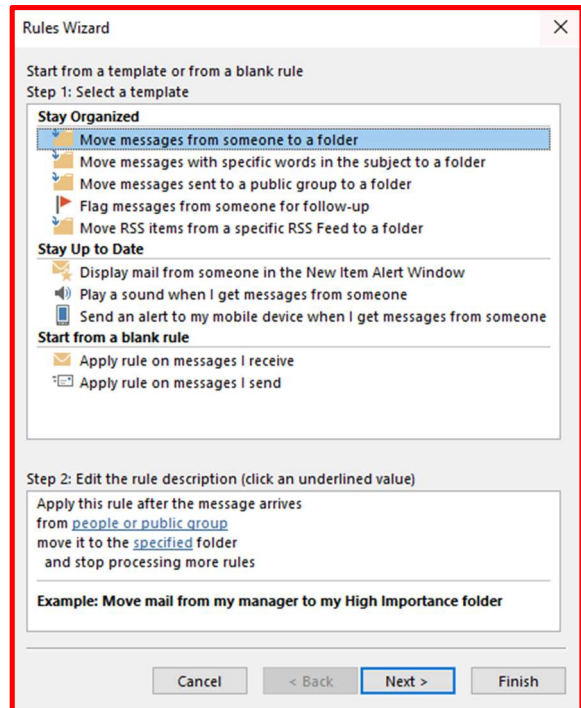 Rules Wizard
Start from a template or from a blank rule
Step 1: Select a template
Stay Organized
Move messages from someone to a folder
Move messages with specific words in the subject to a folder
Move messages sent to a public group to a folder
Flag messages from someone for follow-up
Move RSS items from a specific RSS Feed to a folder
Stay Up to Date
Display mail from someone in the New Item Alert Window
Play a sound when I get messages from someone
Send an alert to my mobile device when I get messages from someone
Start from a blank rule
Apply rule on messages I receive
Apply rule on messages I send
Step 2: Edit the rule description (click an underlined value)
Apply this rule after the message arrives
from people or public group
move it to the specified folder
and stop processing more rules
Example: Move mail from my manager to my High Importance folder
Cancel < Back Next > Finish